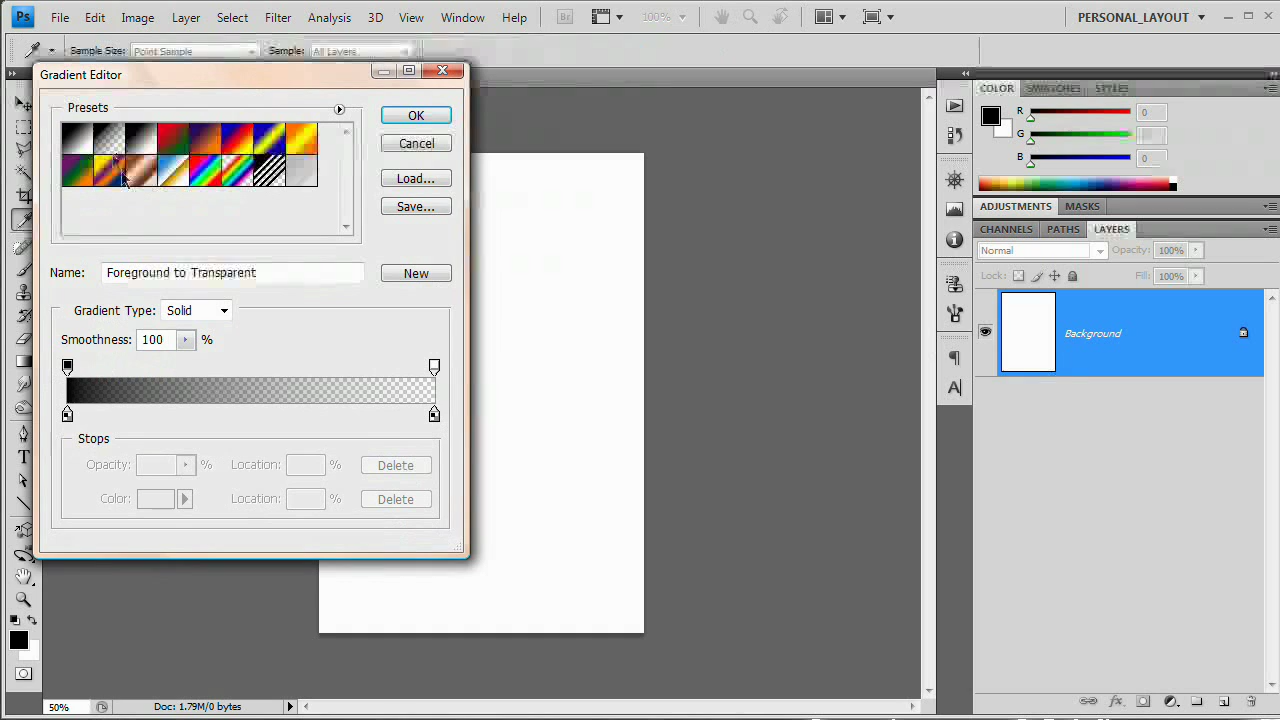 Ps File Edit Image Layer Select Filter Analysis 3D View Window Help Br 100% PERSONAL_LAYOUT
Sample Size: Point Sample Sample: All Layers
Gradient Editor
Presets
OK
Cancel
Load...
Save...
Name: Foreground to Transparent New
Gradient Type: Solid
Smoothness: 100 %
Stops
Opacity: % Location: % Delete
Color: Location: % Delete
COLOR SWATCHES STYLES
R 0
G
B 0
ADJUSTMENTS MASKS
CHANNELS PATHS LAYERS
Normal Opacity: 100%
Lock: Fill: 100%
Background
50% Doc: 1.79M/0 bytes